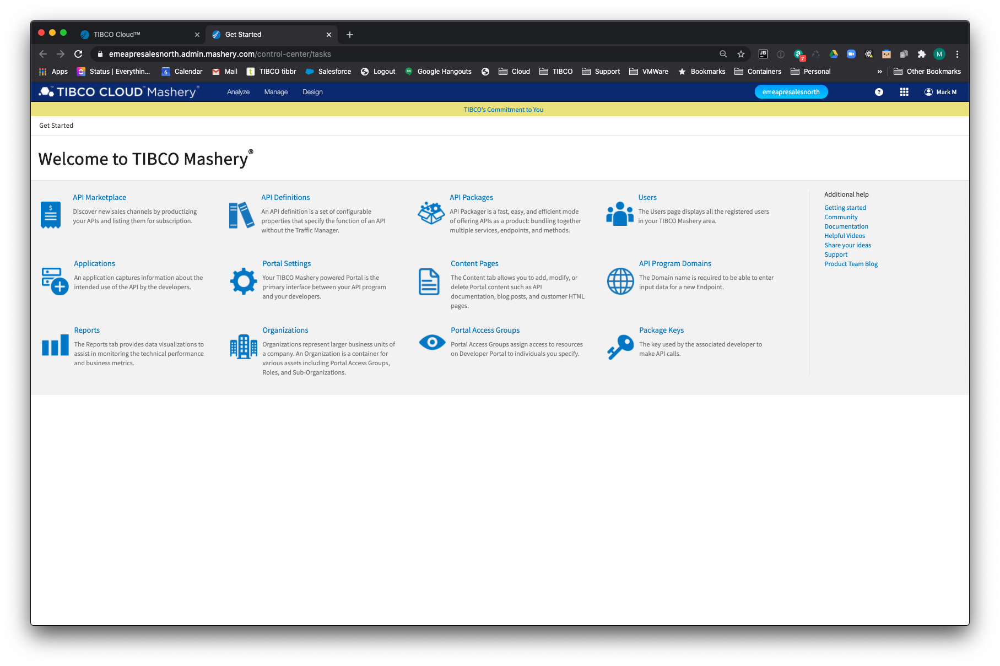 TIBCO Cloud™
Get Started
emeapresalesnorth.admin.mashery.com/control-center/tasks
JB
7
M
Apps
Status | Everythin...
6
Calendar
Mail
t
TIBCO tibbr
Salesforce
Logout
Google Hangouts
Cloud
TIBCO
Support
VMWare
Bookmarks
Containers
Personal
»
Other Bookmarks
TIBCO CLOUD™ Mashery®
Analyze
Manage
Design
emeapresalesnorth
?
Mark M
TIBCO's Commitment to You
Get Started
Welcome to TIBCO Mashery®
$
API Marketplace
Discover new sales channels by productizing
your APIs and listing them for subscription.
API Definitions
An API definition is a set of configurable
properties that specify the function of an API
without the Traffic Manager.
API Packages
API Packager is a fast, easy, and efficient mode
of offering APIs as a product: bundling together
multiple services, endpoints, and methods.
Users
The Users page displays all the registered users
in your TIBCO Mashery area.
Applications
An application captures information about the
intended use of the API by the developers.
Portal Settings
Your TIBCO Mashery powered Portal is the
primary interface between your API program
and your developers.
Content Pages
The Content tab allows you to add, modify, or
delete Portal content such as API
documentation, blog posts, and customer HTML
pages.
API Program Domains
The Domain name is required to be able to enter
input data for a new Endpoint.
Reports
The Reports tab provides data visualizations to
assist in monitoring the technical performance
and business metrics.
Organizations
Organizations represent larger business units of
a company. An Organization is a container for
various assets including Portal Access Groups,
Roles, and Sub-Organizations.
Portal Access Groups
Portal Access Groups assign access to resources
on Developer Portal to individuals you specify.
Package Keys
The key used by the associated developer to
make API calls.
Additional help
Getting started
Community
Documentation
Helpful Videos
Share your ideas
Support
Product Team Blog